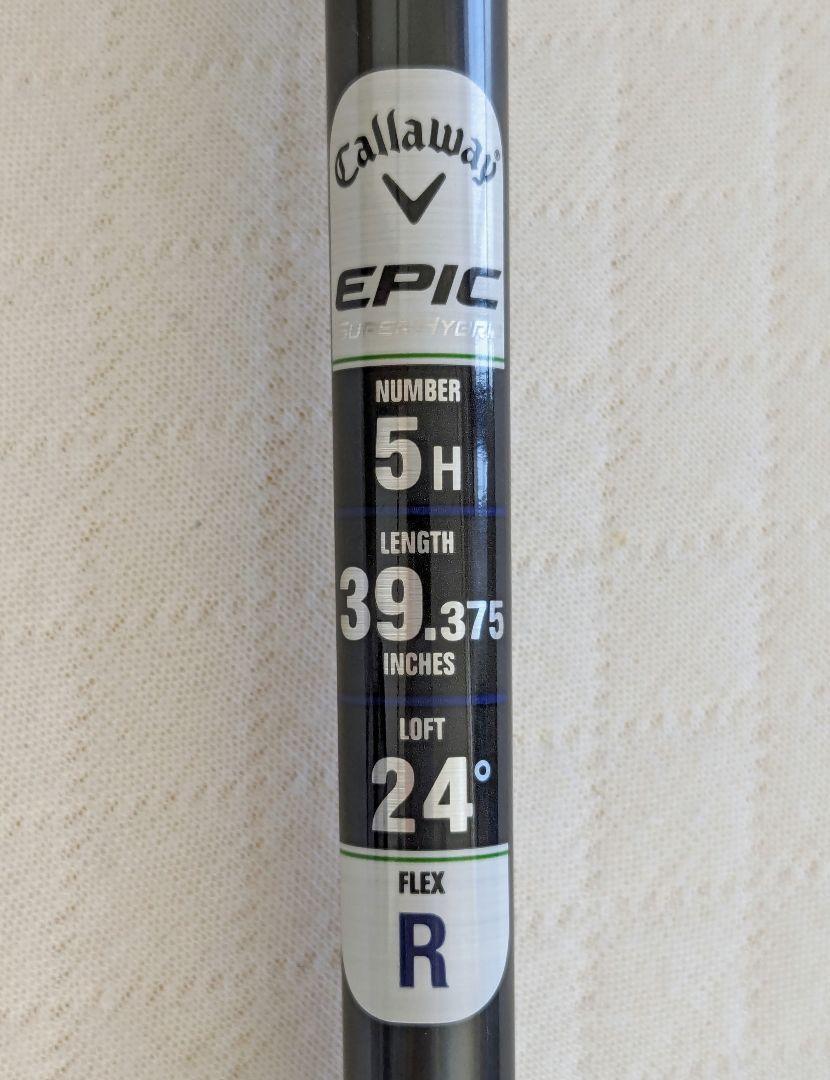 Callaway®
EPIC
SUPER HYBRID
NUMBER
5H
LENGTH
39.375
INCHES
LOFT
24°
FLEX
R